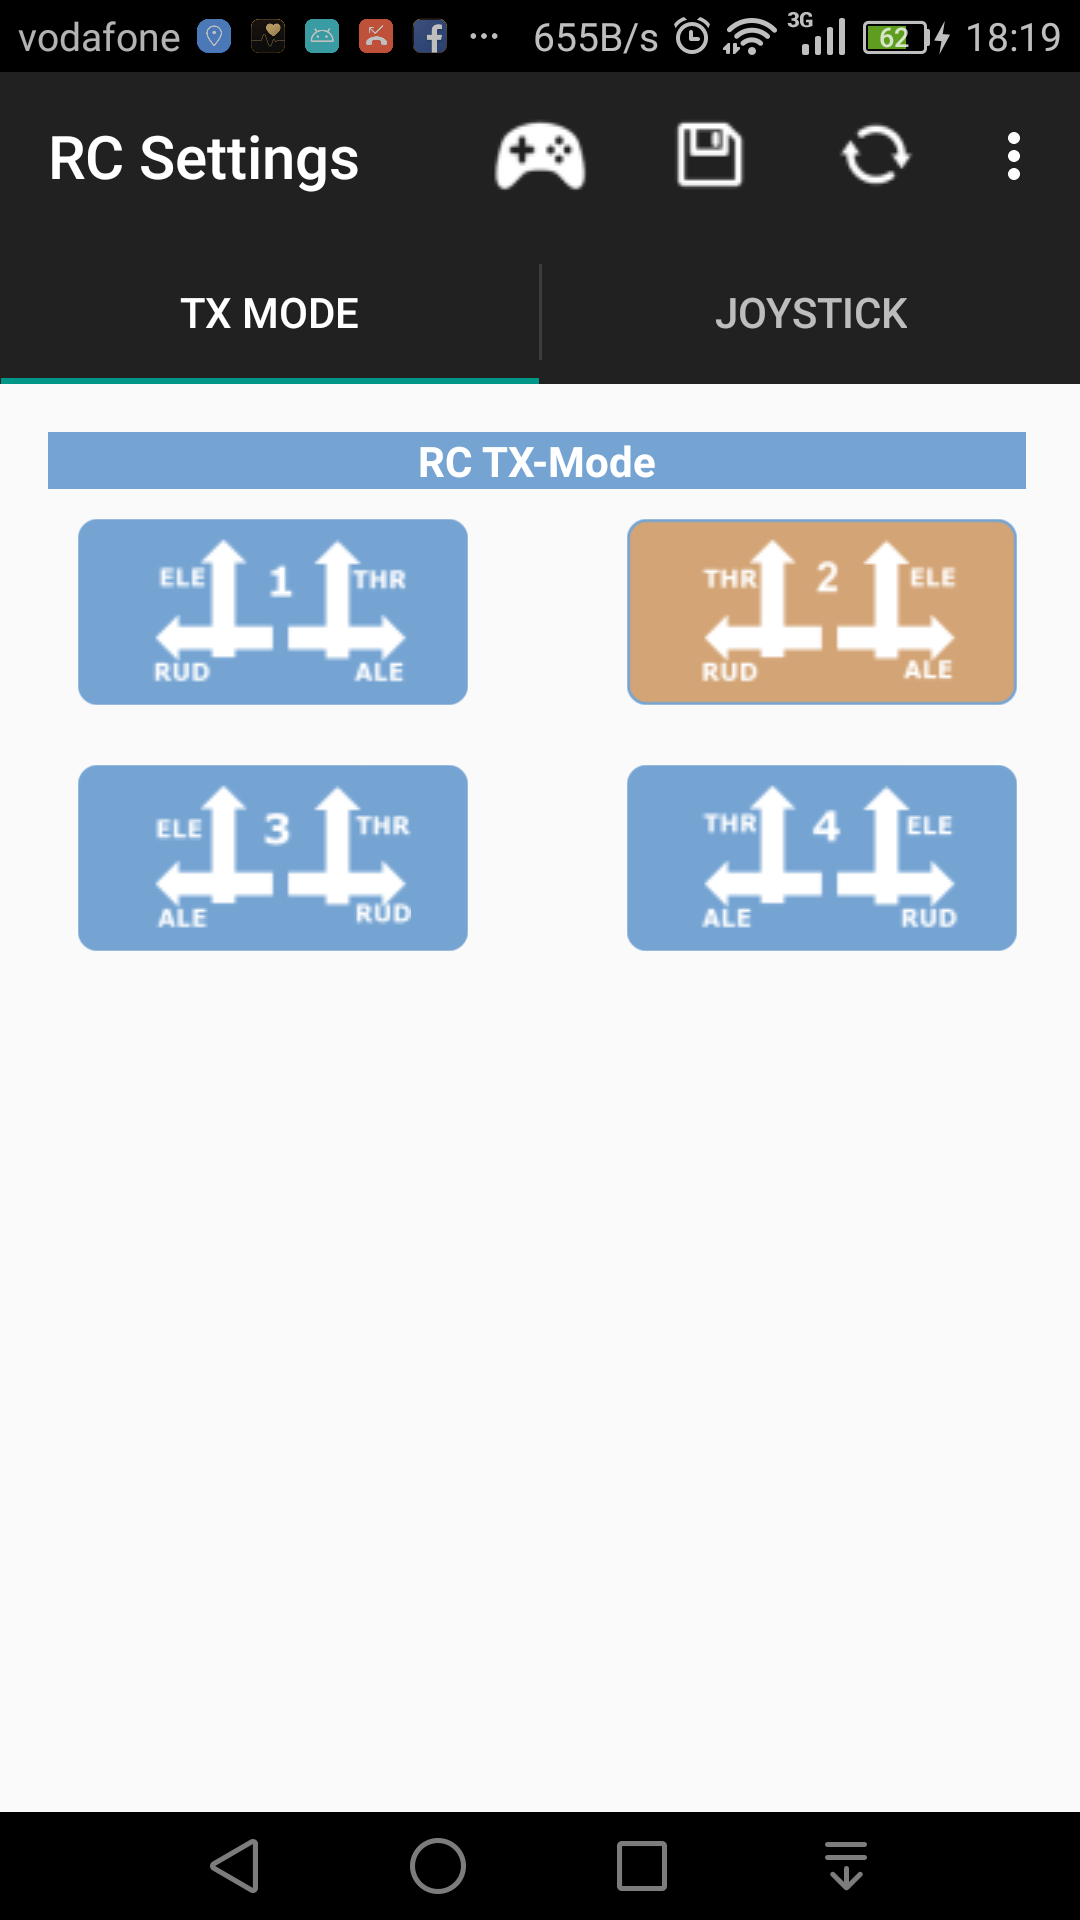 vodafone 655B/s 3G 62 18:19
RC Settings
TX MODE JOYSTICK
RC TX-Mode
ELE 1 THR
RUD ALE
THR 2 ELE
RUD ALE
ELE 3 THR
ALE RUD
THR 4 ELE
ALE RUD